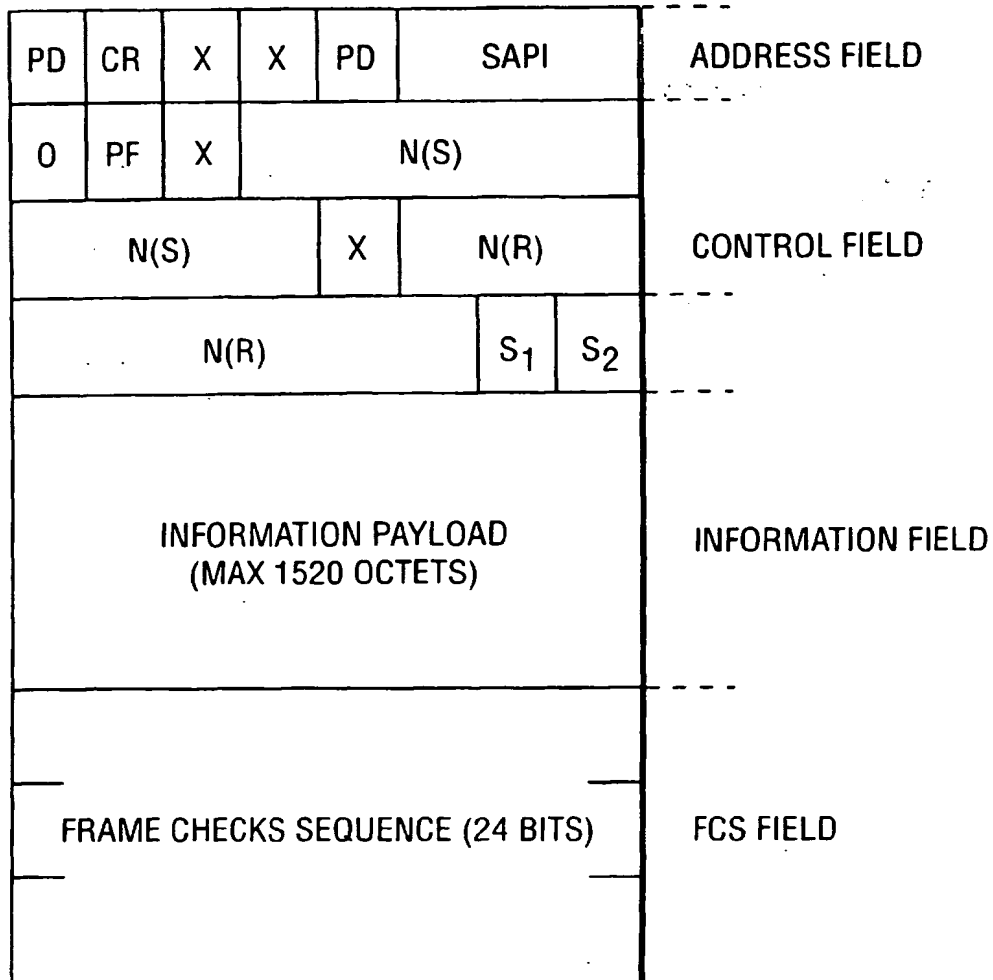 PD CR X X PD SAPI ADDRESS FIELD
0 PF X N(S)
N(S) X N(R) CONTROL FIELD
N(R) S1 S2
INFORMATION PAYLOAD
(MAX 1520 OCTETS)
INFORMATION FIELD
FRAME CHECKS SEQUENCE (24 BITS) FCS FIELD